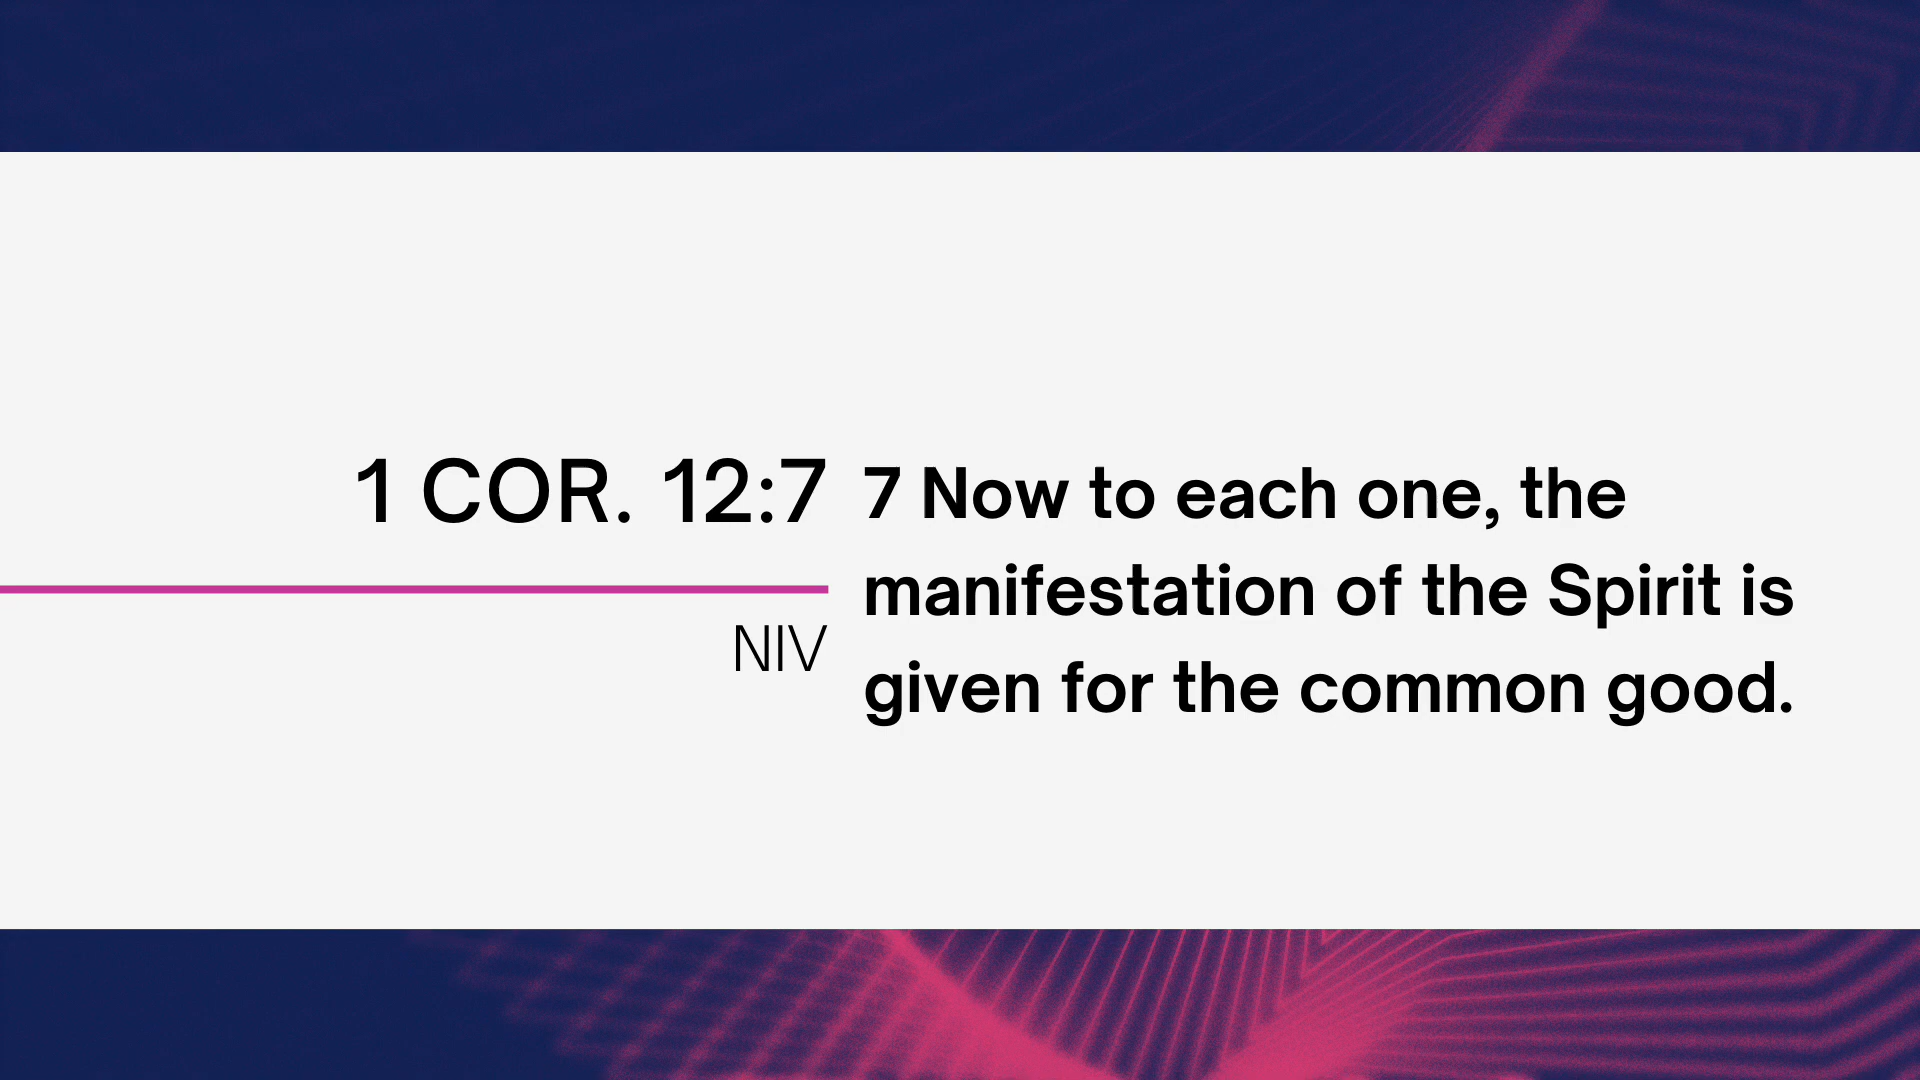 1 COR. 12:7
NIV
7 Now to each one, the
manifestation of the Spirit is
given for the common good.